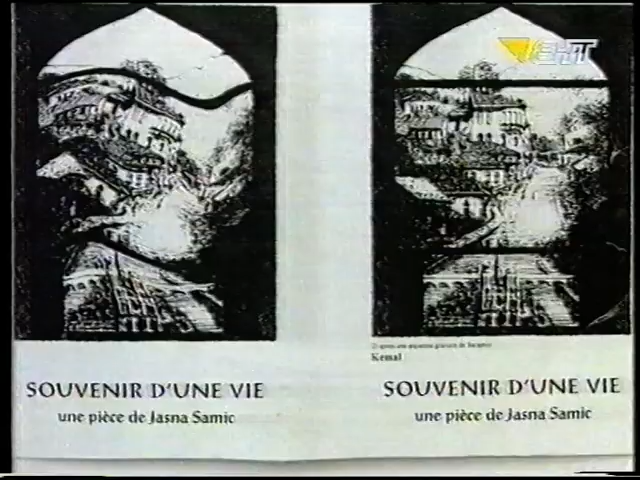 SOUVENIR D'UNE VIE
une pièce de Jasna Samic
Kemal
SOUVENIR D'UNE VIE
une pièce de Jasna Samic